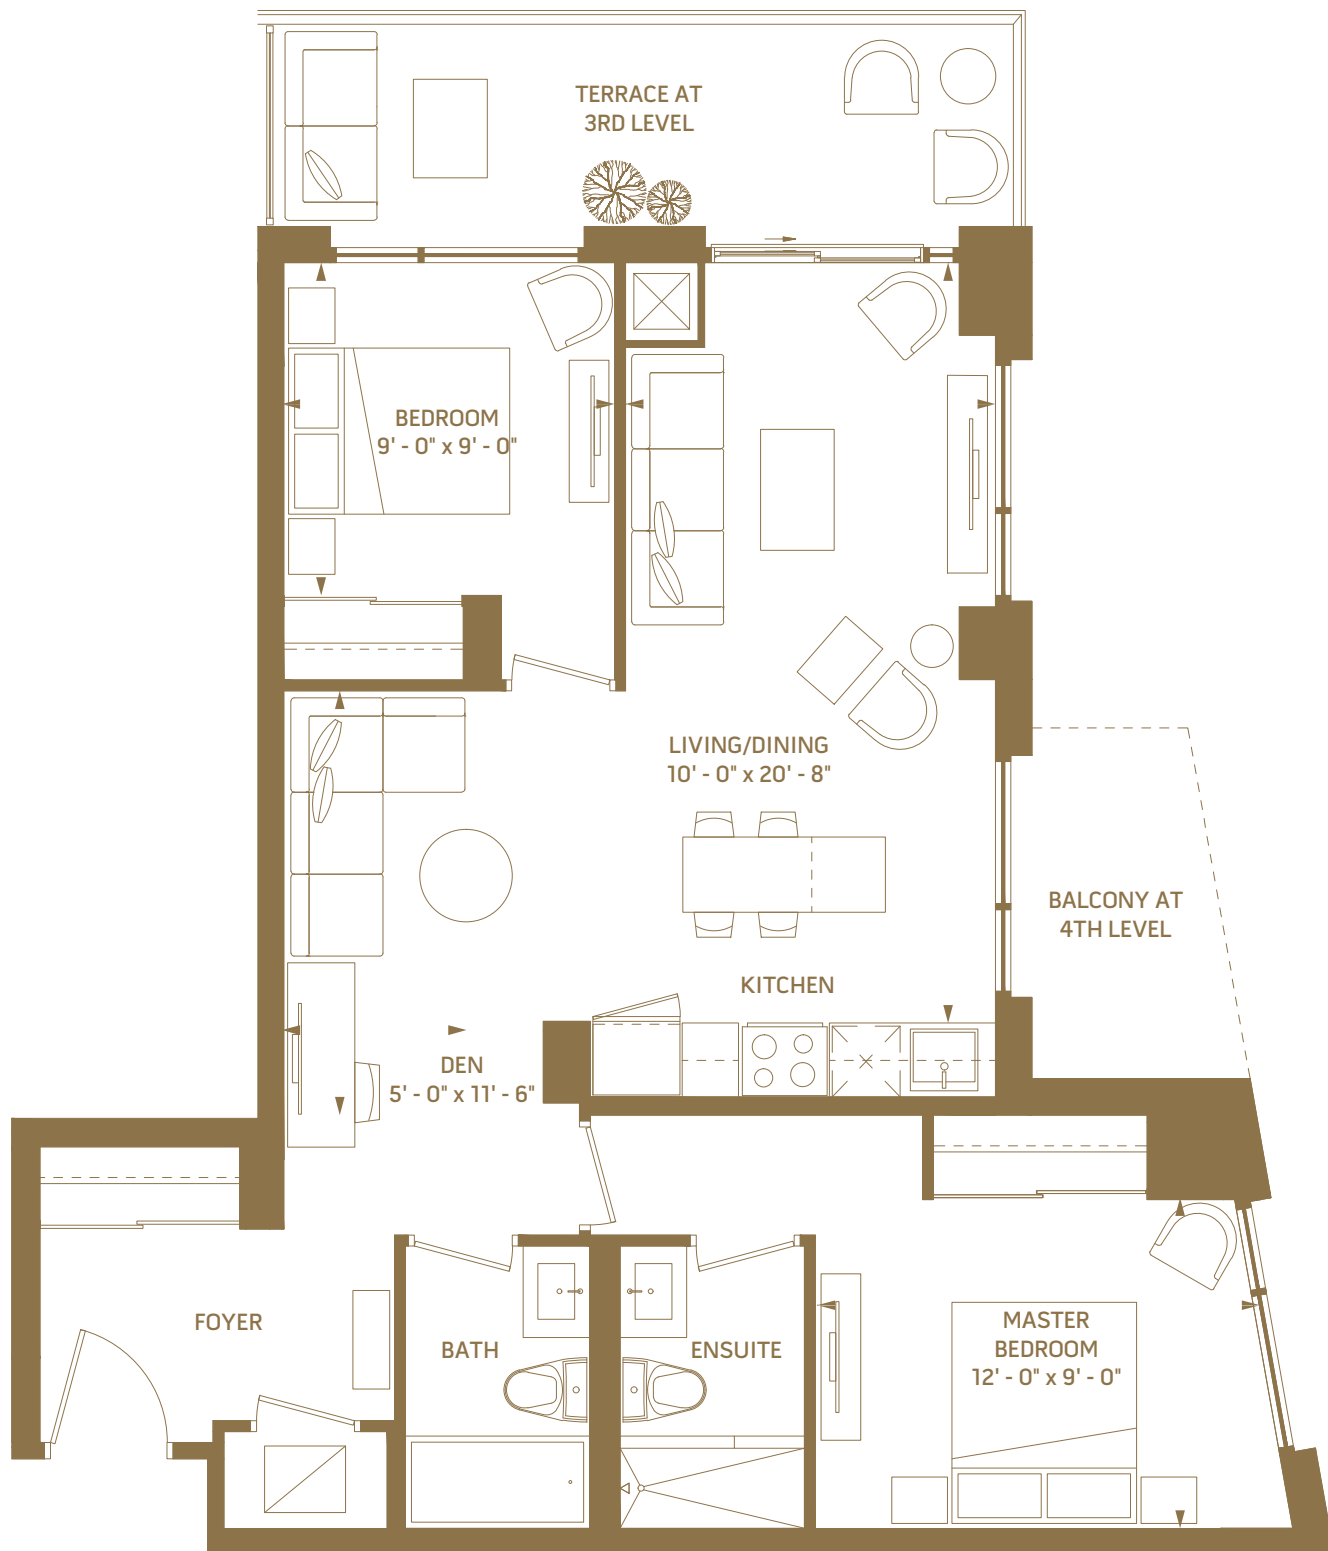 TERRACE AT
3RD LEVEL
BEDROOM
9' - 0" x 9' - 0"
LIVING/DINING
10' - 0" x 20' - 8"
BALCONY AT
4TH LEVEL
KITCHEN
DEN
5' - 0" x 11' - 6"
FOYER
BATH
ENSUITE
MASTER
BEDROOM
12' - 0" x 9' - 0"